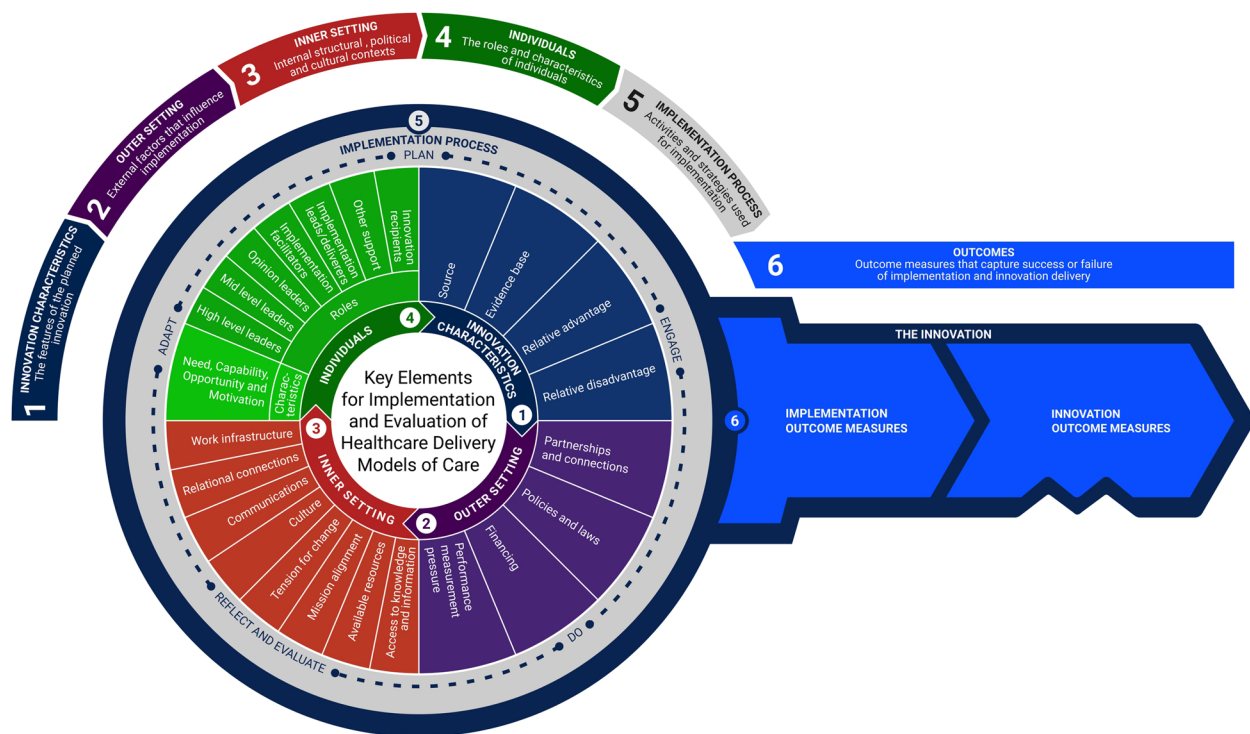 1
INNOVATION CHARACTERISTICS
The features of the planned
innovation
2
OUTER SETTING
External factors that influence
implementation
3
INNER SETTING
Internal structural , political
and cultural contexts
4
INDIVIDUALS
The roles and characteristics
of individuals
5
IMPLEMENTATION PROCESS
Activities and strategies used
for implementation
6
OUTCOMES
Outcome measures that capture success or failure
of implementation and innovation delivery
5
IMPLEMENTATION PROCESS
PLAN
ENGAGE
DO
REFLECT AND EVALUATE
ADAPT
Key Elements
for Implementation
and Evaluation of
Healthcare Delivery
Models of Care
1
INNOVATION
CHARACTERISTICS
Source
Evidence base
Relative advantage
Relative disadvantage
2
OUTER SETTING
Partnerships
and connections
Policies and laws
Financing
Performance
measurement
pressure
3
INNER SETTING
Access to knowledge
and information
Available resources
Mission alignment
Tension for change
Culture
Communications
Relational connections
Work infrastructure
4
INDIVIDUALS
Charac-
teristics
Need, Capability,
Opportunity and
Motivation
Roles
High level leaders
Mid level leaders
Opinion leaders
Implementation
facilitators
Implementation
leads/deliverers
Other support
Innovation
recipients
THE INNOVATION
6
IMPLEMENTATION
OUTCOME MEASURES
INNOVATION
OUTCOME MEASURES